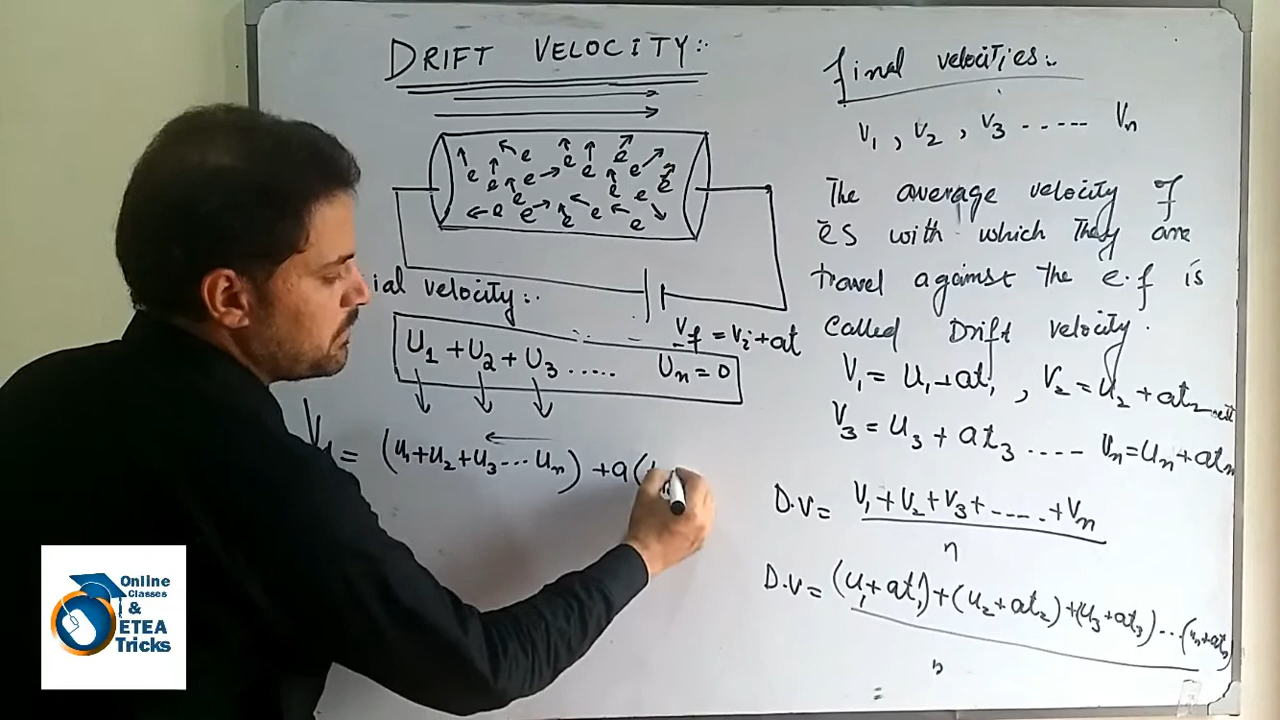 DRIFT VELOCITY:
e e e e e e e e e e e e e e e e
ial velocity:
Vf = Vi + at
U1 + U2 + U3 ..... Un = 0
Vd = (U1 + U2 + U3 ... Un) + a(
final velocities:
V1 , V2 , V3 ...... Vn
The average velocity of
ēs with which They are
travel against the e.f is
Called Drift velocity.
V1 = U1 + at1 , V2 = U2 + at2
V3 = U3 + at3 .... Vn = Un + atn
D.V = V1 + V2 + V3 + ..... + Vn
n
D.V = (U1 + at1) + (U2 + at2) + (U3 + at3) ... (Un + atn)
n
=
Online
Classes
&
ETEA
Tricks